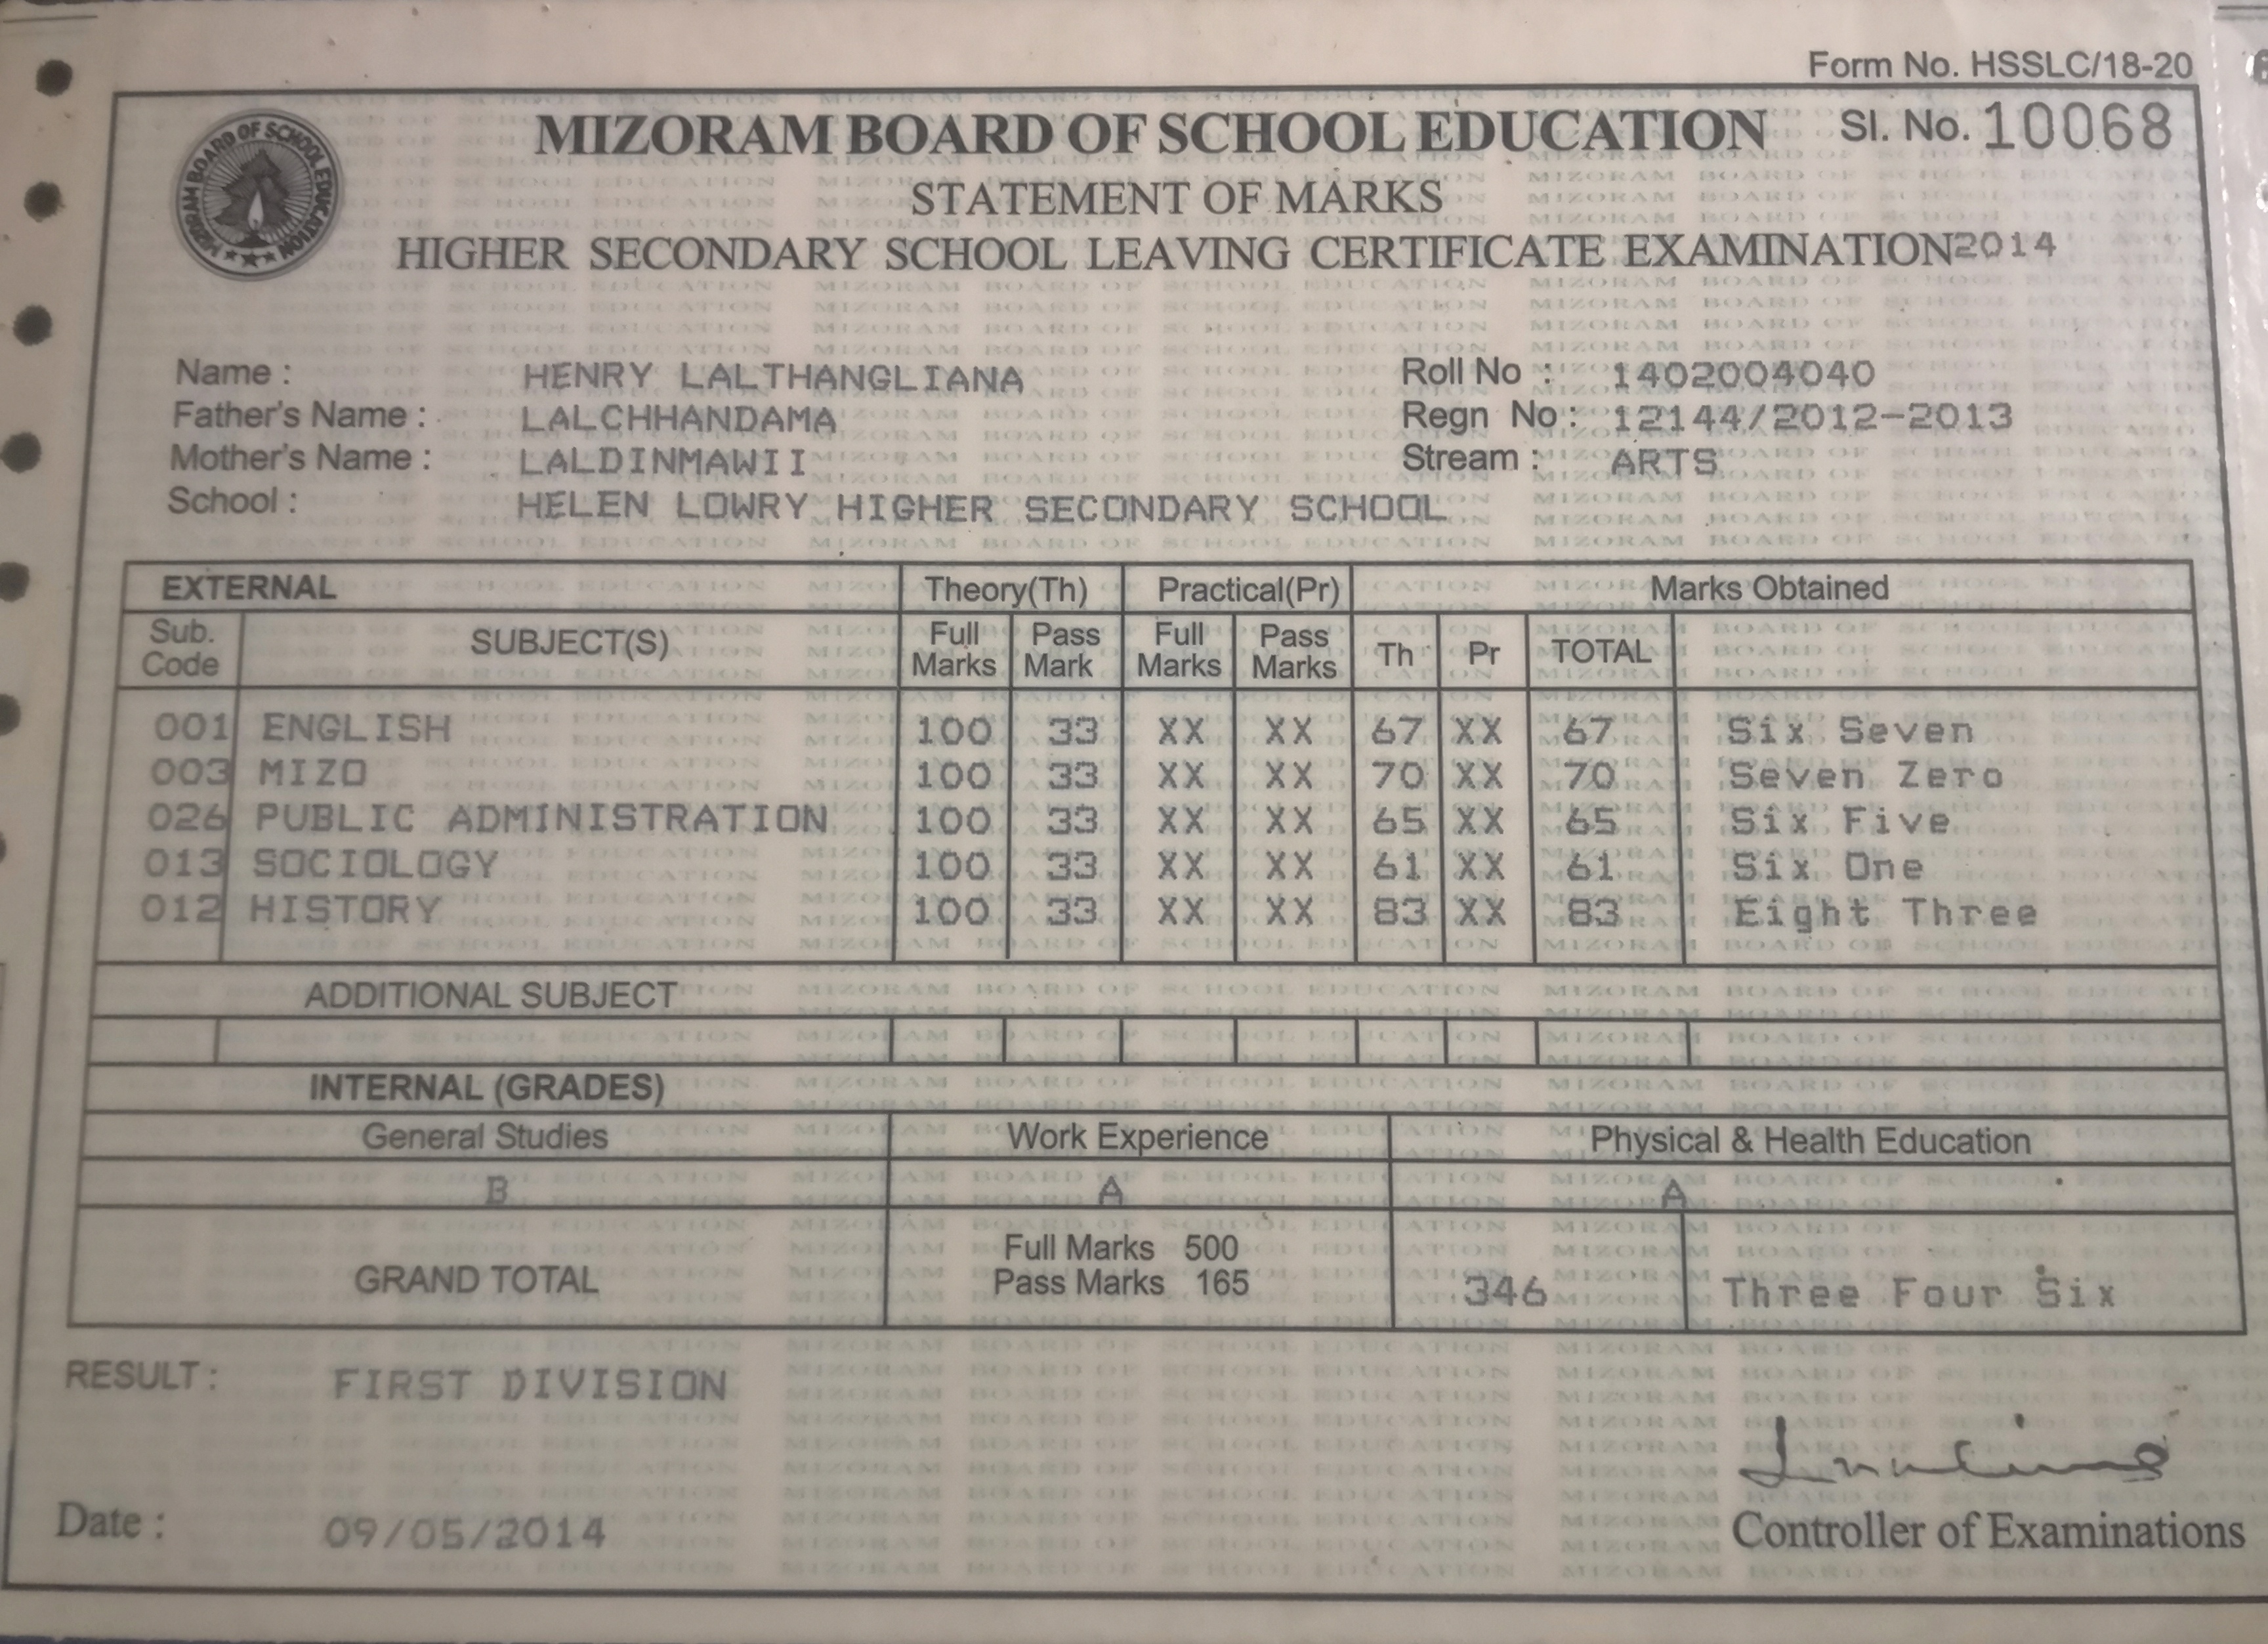 Form No. HSSLC/18-20
MIZORAM BOARD OF SCHOOL EDUCATION
Sl. No. 10068
MIZORAM BOARD OF SCHOOL EDUCATION
STATEMENT OF MARKS
HIGHER SECONDARY SCHOOL LEAVING CERTIFICATE EXAMINATION 2014
Name : HENRY LALTHANGLIANA
Roll No : 1402004040
Father's Name : LALCHHANDAMA
Regn No : 12144/2012-2013
Mother's Name : LALDINMAWII
Stream : ARTS
School : HELEN LOWRY HIGHER SECONDARY SCHOOL
EXTERNAL Theory(Th) Practical(Pr) Marks Obtained
Sub. Code SUBJECT(S) Full Marks Pass Mark Full Marks Pass Marks Th Pr TOTAL
001 ENGLISH 100 33 XX XX 67 XX 67 Six Seven
003 MIZO 100 33 XX XX 70 XX 70 Seven Zero
026 PUBLIC ADMINISTRATION 100 33 XX XX 65 XX 65 Six Five
013 SOCIOLOGY 100 33 XX XX 61 XX 61 Six One
012 HISTORY 100 33 XX XX 83 XX 83 Eight Three
ADDITIONAL SUBJECT
INTERNAL (GRADES)
General Studies Work Experience Physical & Health Education
B A A
GRAND TOTAL Full Marks 500
Pass Marks 165
346 Three Four Six
RESULT : FIRST DIVISION
Date : 09/05/2014
Controller of Examinations